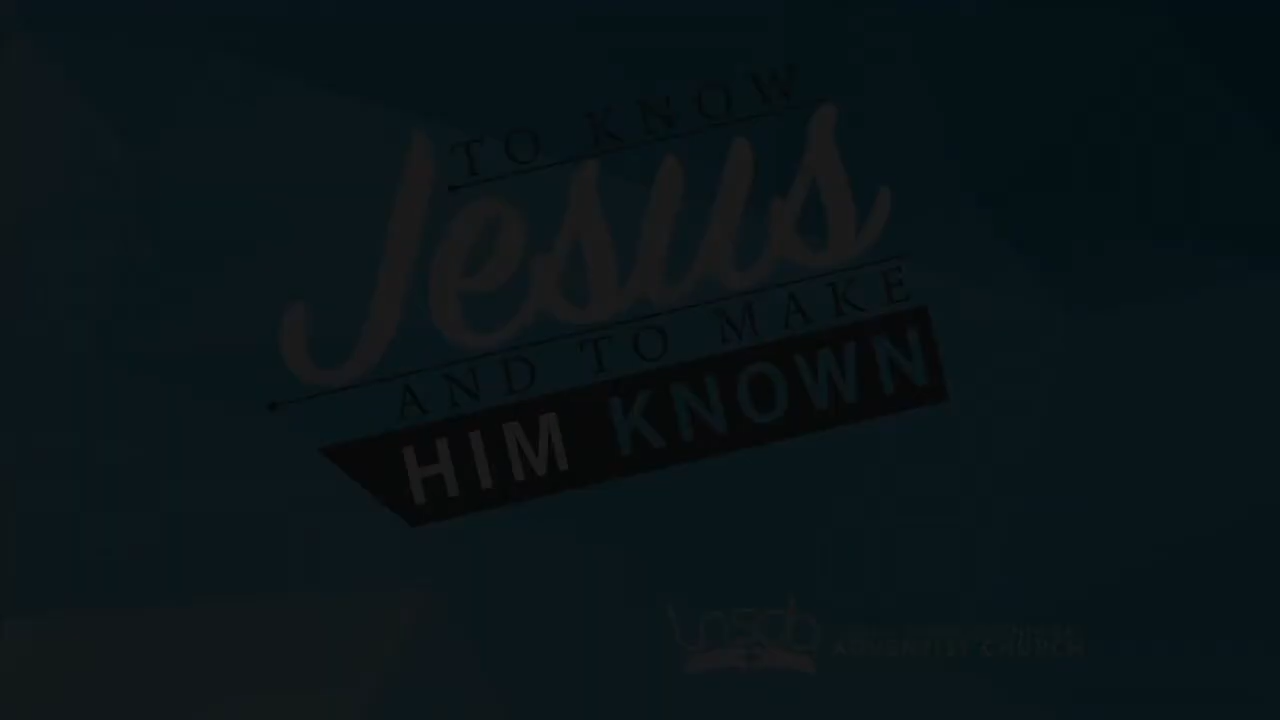 TO KNOW
Jesus
AND TO MAKE
HIM KNOWN
ADVENTIST CHURCH